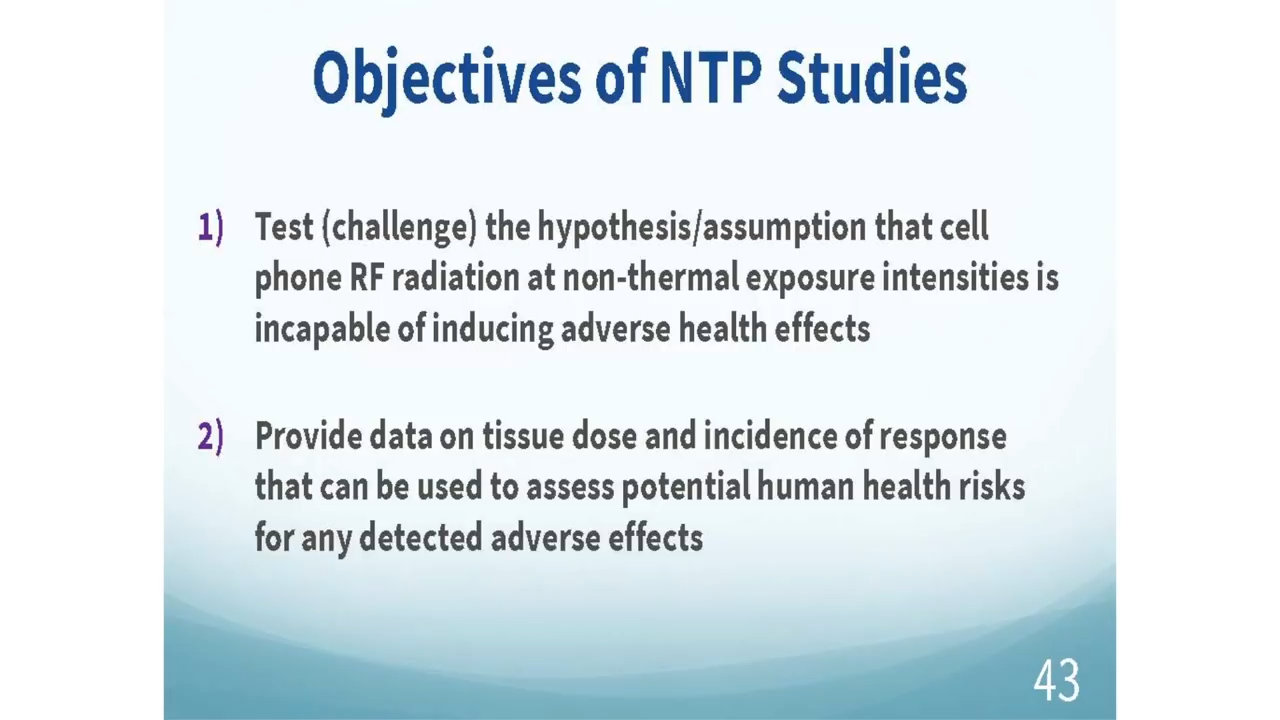 Objectives of NTP Studies
1) Test (challenge) the hypothesis/assumption that cell
phone RF radiation at non-thermal exposure intensities is
incapable of inducing adverse health effects
2) Provide data on tissue dose and incidence of response
that can be used to assess potential human health risks
for any detected adverse effects
43